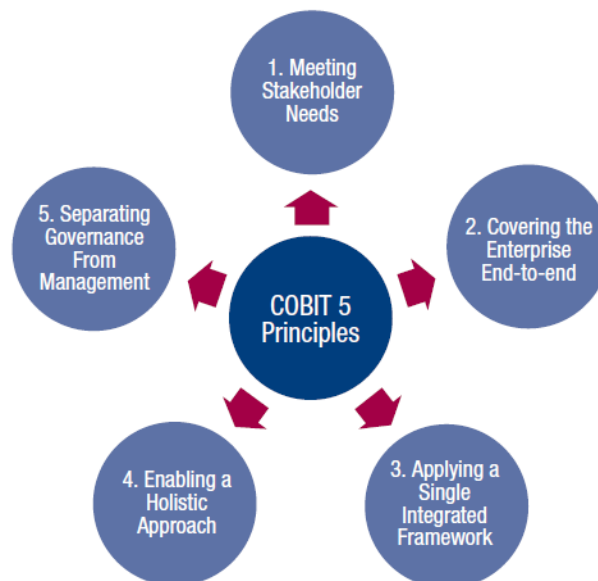 1. Meeting
Stakeholder
Needs
5. Separating
Governance
From
Management
2. Covering the
Enterprise
End-to-end
COBIT 5
Principles
4. Enabling a
Holistic
Approach
3. Applying a
Single
Integrated
Framework